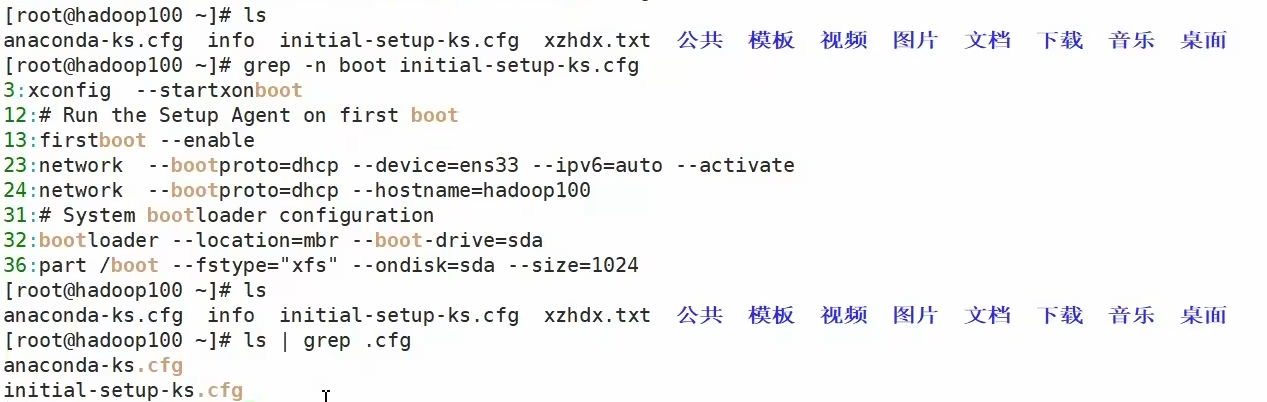 [root@hadoop100 ~]# ls
anaconda-ks.cfg  info  initial-setup-ks.cfg  xzhdx.txt  公共  模板  视频  图片  文档  下载  音乐  桌面
[root@hadoop100 ~]# grep -n boot initial-setup-ks.cfg
3:xconfig  --startxonboot
12:# Run the Setup Agent on first boot
13:firstboot --enable
23:network  --bootproto=dhcp --device=ens33 --ipv6=auto --activate
24:network  --bootproto=dhcp --hostname=hadoop100
31:# System bootloader configuration
32:bootloader --location=mbr --boot-drive=sda
36:part /boot --fstype="xfs" --ondisk=sda --size=1024
[root@hadoop100 ~]# ls
anaconda-ks.cfg  info  initial-setup-ks.cfg  xzhdx.txt  公共  模板  视频  图片  文档  下载  音乐  桌面
[root@hadoop100 ~]# ls | grep .cfg
anaconda-ks.cfg
initial-setup-ks.cfg